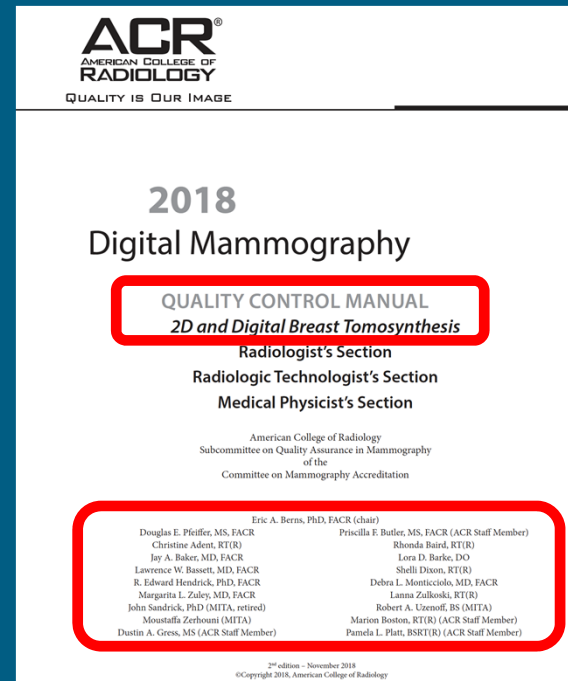 ACR®
AMERICAN COLLEGE OF
RADIOLOGY
QUALITY IS OUR IMAGE
2018
Digital Mammography
QUALITY CONTROL MANUAL
2D and Digital Breast Tomosynthesis
Radiologist's Section
Radiologic Technologist's Section
Medical Physicist's Section
American College of Radiology
Subcommittee on Quality Assurance in Mammography
of the
Committee on Mammography Accreditation
Eric A. Berns, PhD, FACR (chair)
Douglas E. Pfeiffer, MS, FACR
Christine Adent, RT(R)
Jay A. Baker, MD, FACR
Lawrence W. Bassett, MD, FACR
R. Edward Hendrick, PhD, FACR
Margarita L. Zuley, MD, FACR
John Sandrick, PhD (MITA, retired)
Moustaffa Zerhouni (MITA)
Dustin A. Gress, MS (ACR Staff Member)
Priscilla F. Butler, MS, FACR (ACR Staff Member)
Rhonda Baird, RT(R)
Lora D. Barke, DO
Shelli Dixon, RT(R)
Debra L. Monticciolo, MD, FACR
Lanna Zulkoski, RT(R)
Robert A. Uzenoff, BS (MITA)
Marion Boston, RT(R) (ACR Staff Member)
Pamela L. Platt, BSRT(R) (ACR Staff Member)
2nd edition – November 2018
©Copyright 2018, American College of Radiology